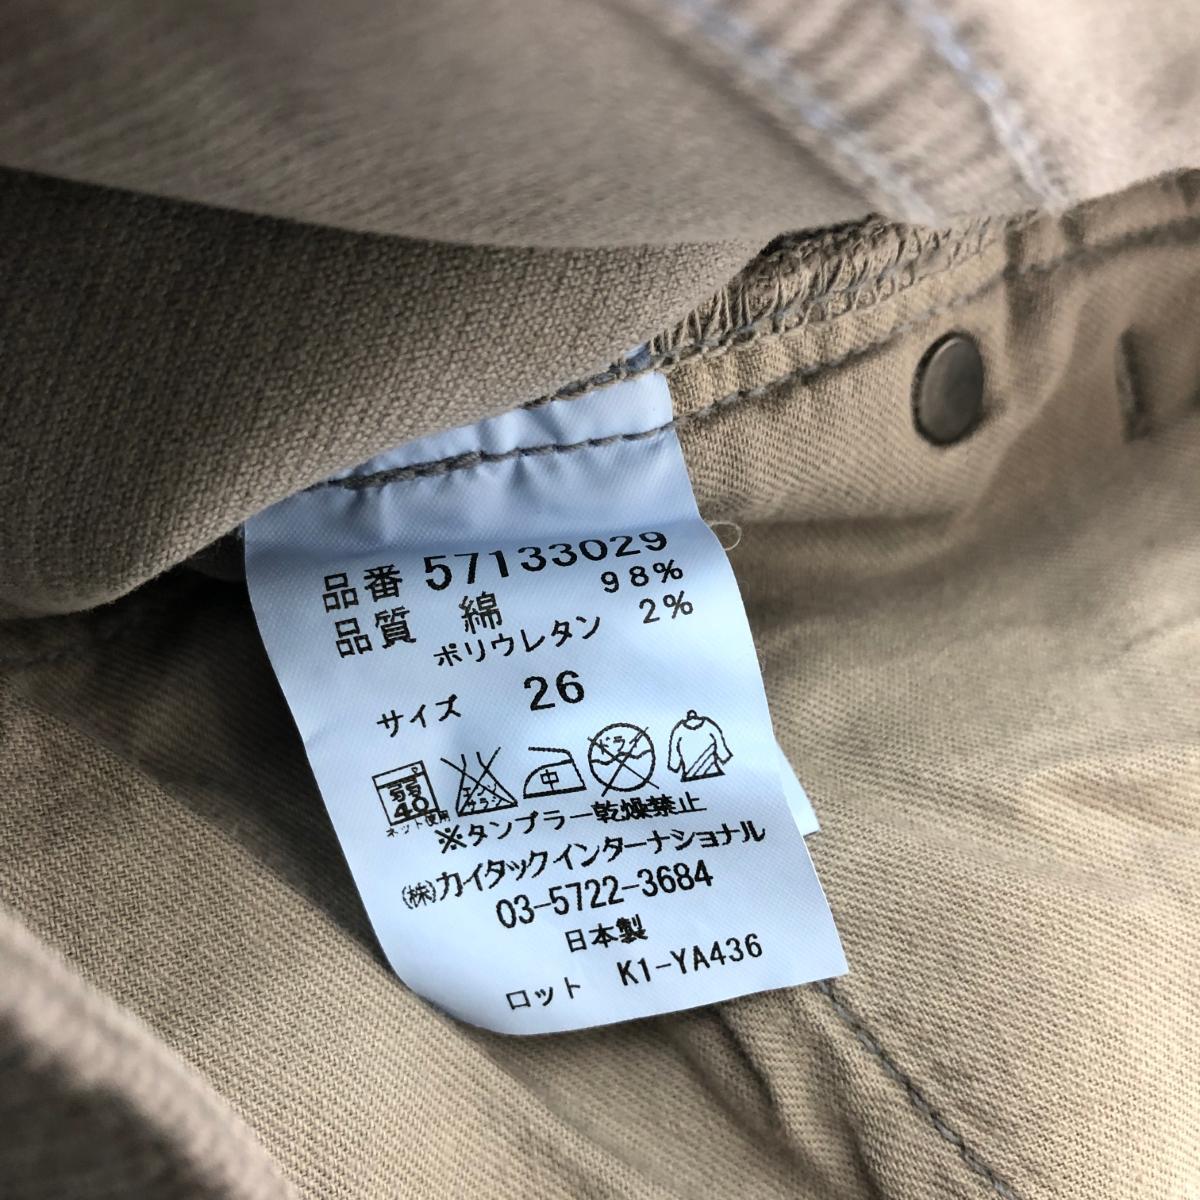 品番 57133029
品質 綿 98%
ポリウレタン 2%
サイズ 26
弱 40 エンソ サラシ 中 ドライ
ネット使用
※タンブラー乾燥禁止
(株)カイタックインターナショナル
03-5722-3684
日本製
ロット K1-YA436